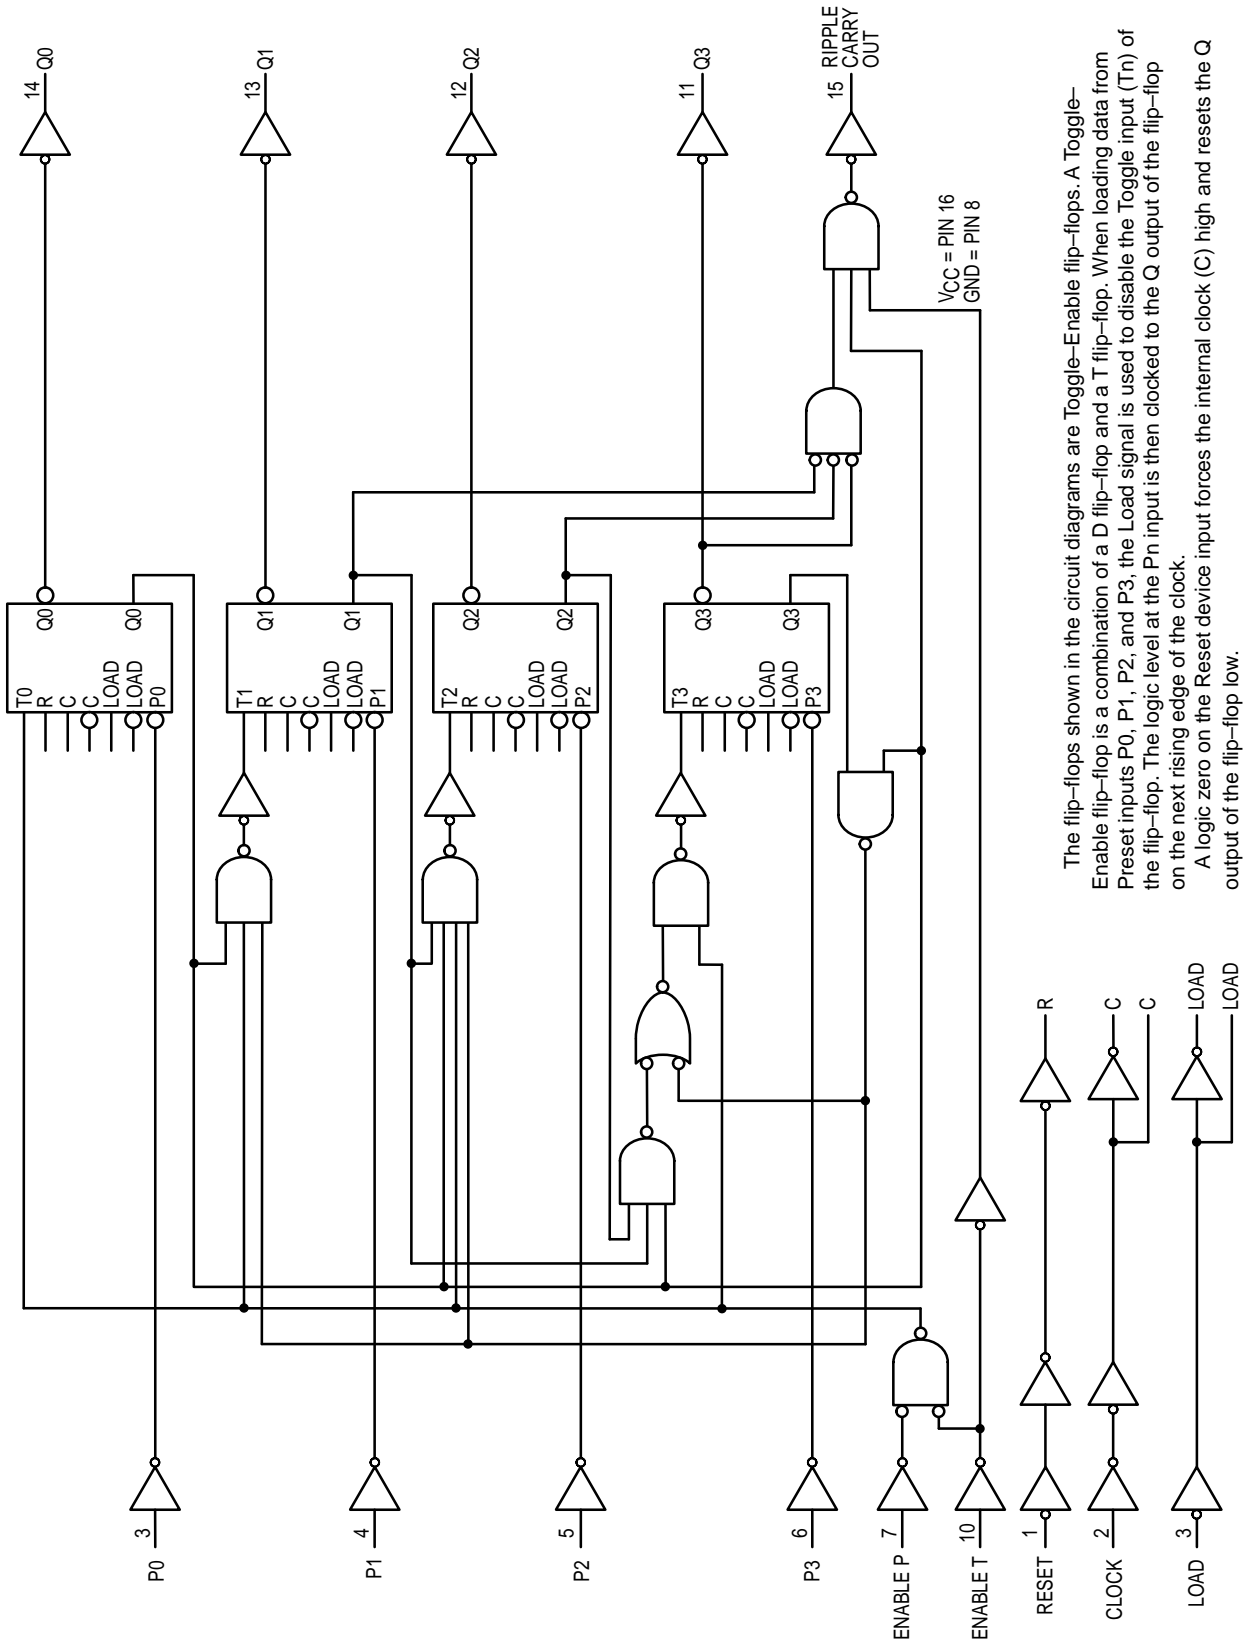 3
P0
T0
R
C
C
LOAD
LOAD
P0
Q0
Q0
14
Q0
4
P1
T1
R
C
C
LOAD
LOAD
P1
Q1
Q1
13
Q1
5
P2
T2
R
C
C
LOAD
LOAD
P2
Q2
Q2
12
Q2
6
P3
T3
R
C
C
LOAD
LOAD
P3
Q3
Q3
11
Q3
7
ENABLE P
10
ENABLE T
15
RIPPLE
CARRY
OUT
VCC = PIN 16
GND = PIN 8
1
RESET
R
2
CLOCK
C
C
3
LOAD
LOAD
LOAD
The flip–flops shown in the circuit diagrams are Toggle–Enable flip–flops. A Toggle–
Enable flip–flop is a combination of a D flip–flop and a T flip–flop. When loading data from
Preset inputs P0, P1, P2, and P3, the Load signal is used to disable the Toggle input (Tn) of
the flip–flop. The logic level at the Pn input is then clocked to the Q output of the flip–flop
on the next rising edge of the clock.
A logic zero on the Reset device input forces the internal clock (C) high and resets the Q
output of the flip–flop low.